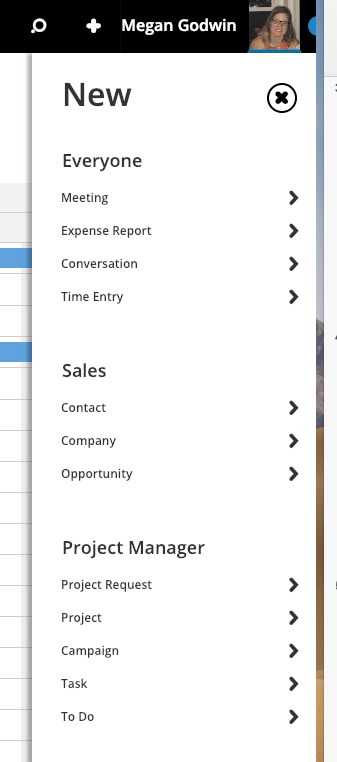 Megan Godwin
New
Everyone
Meeting
Expense Report
Conversation
Time Entry
Sales
Contact
Company
Opportunity
Project Manager
Project Request
Project
Campaign
Task
To Do